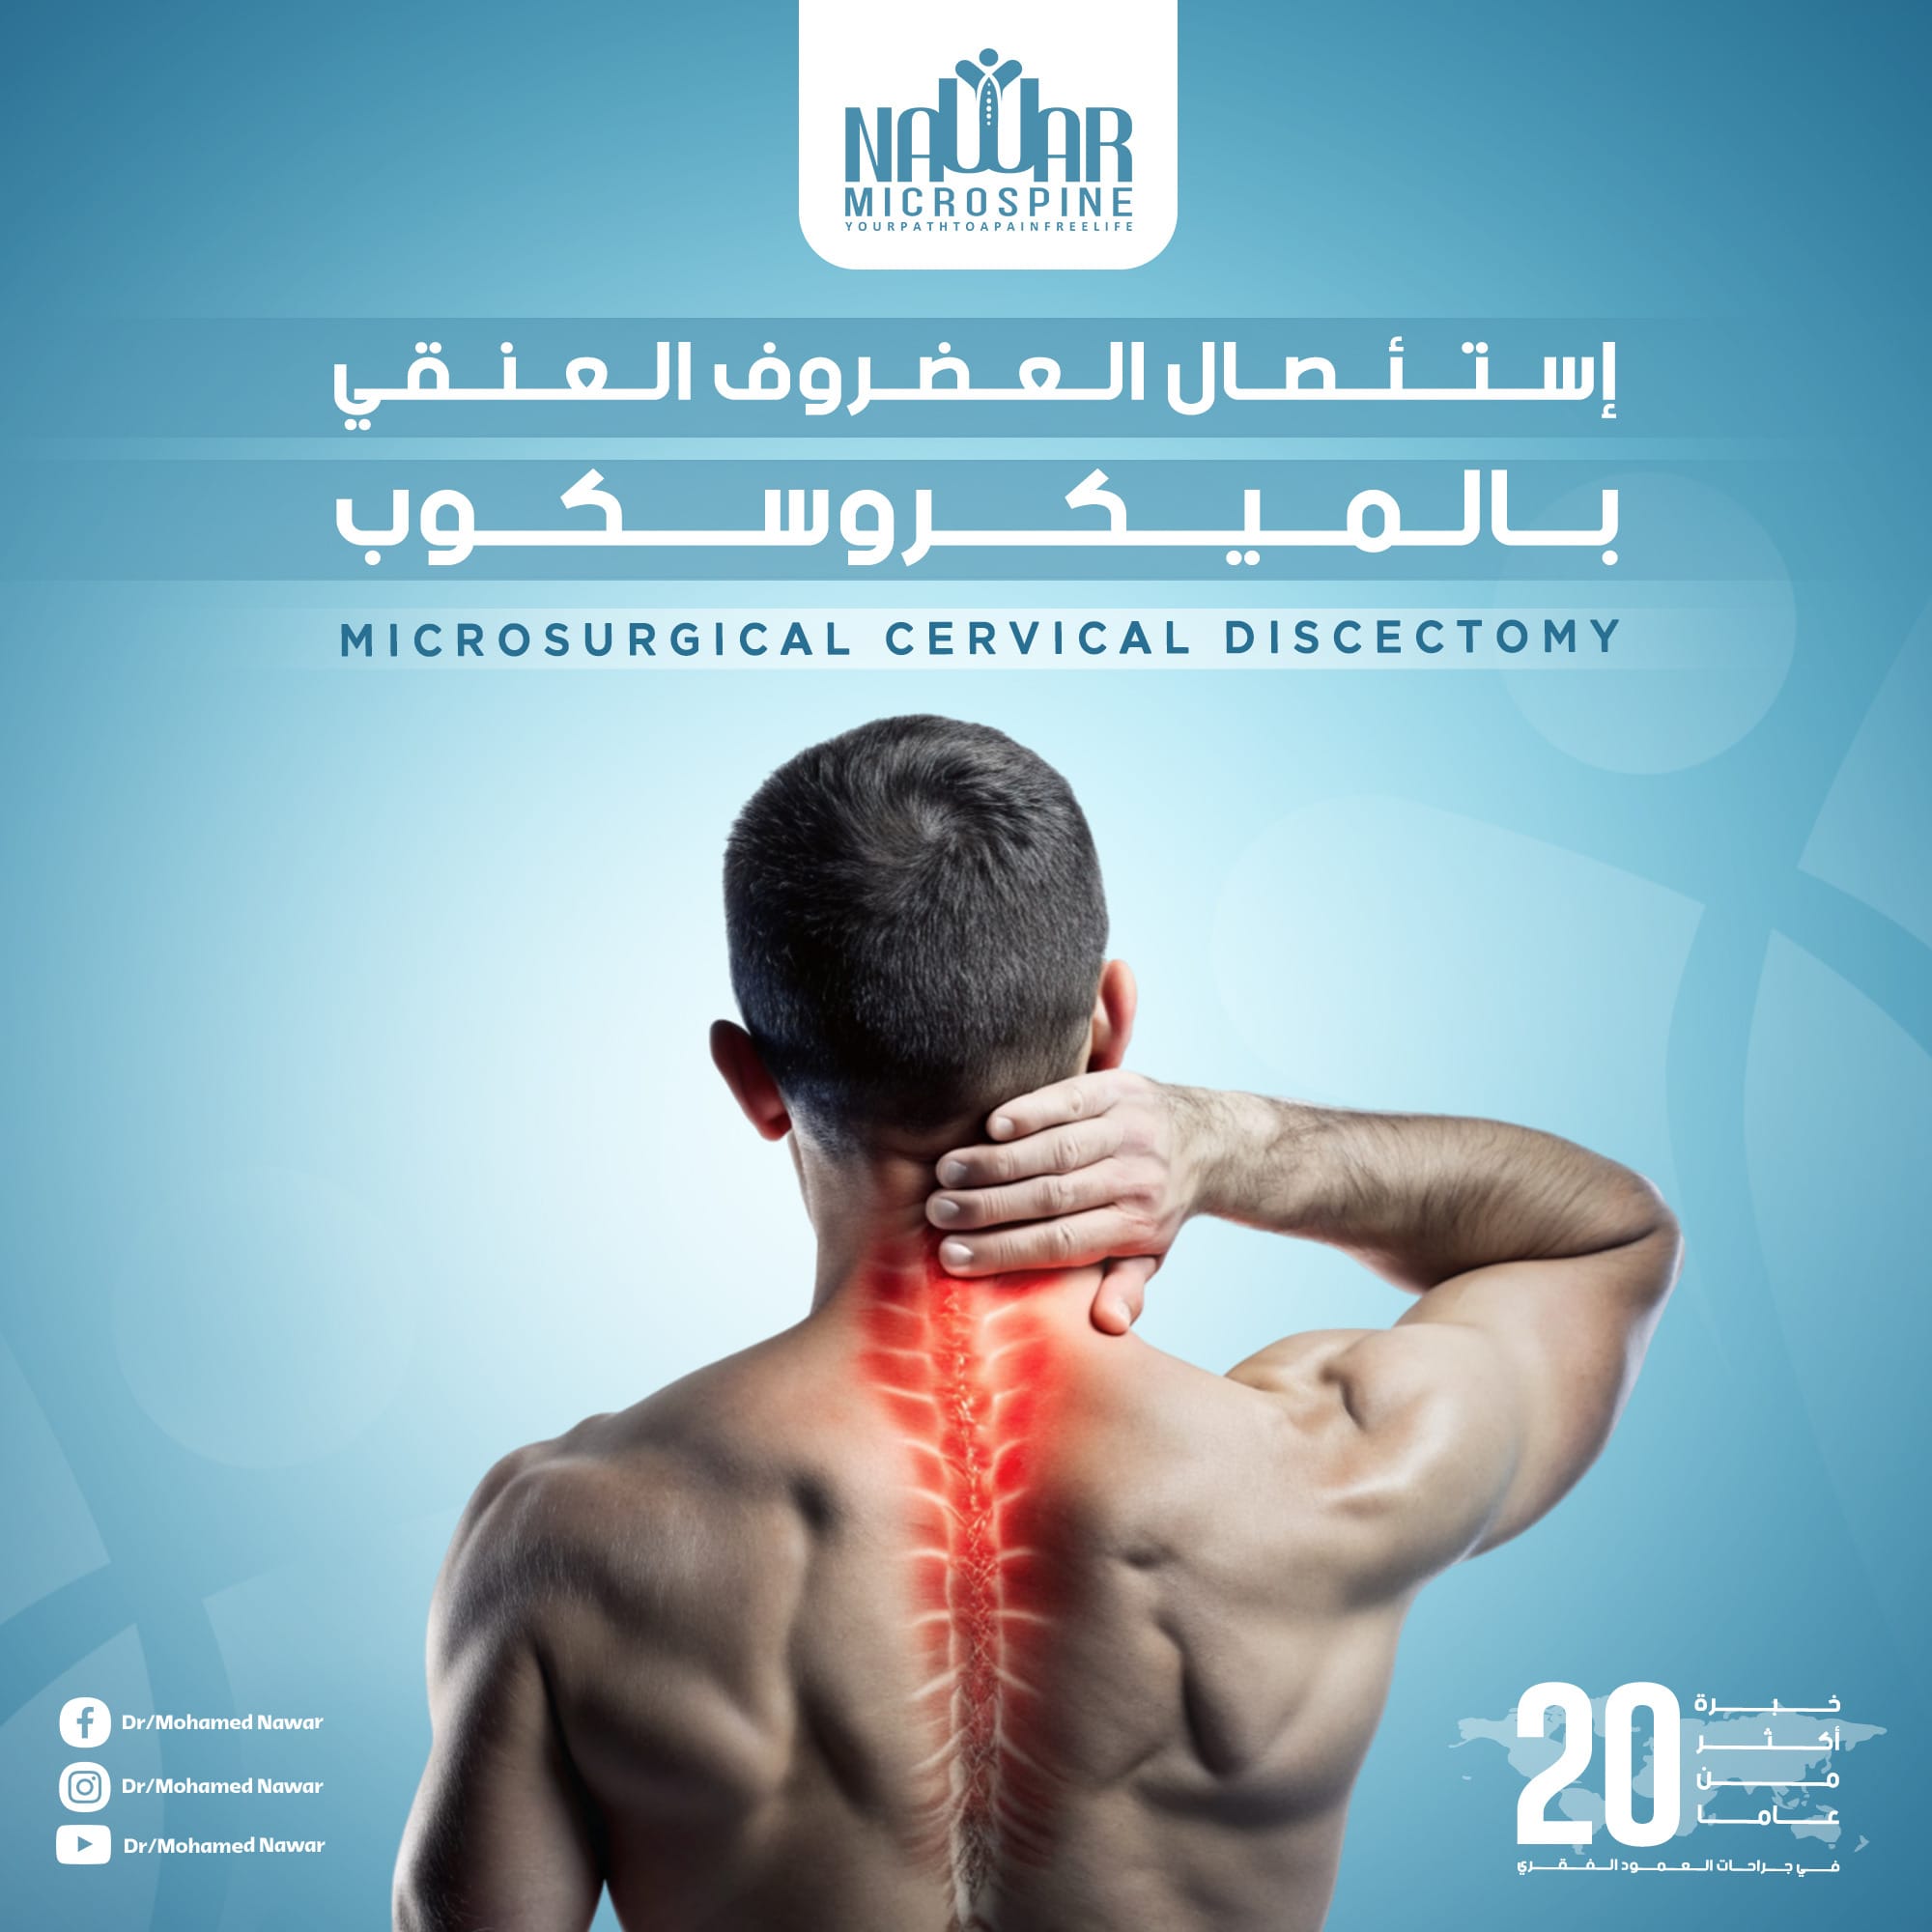 NAWAR
MICROSPINE
YOURPATHTOAPAINFREELIFE
إستئصال العضروف العنقي
بالميكروسكوب
MICROSURGICAL CERVICAL DISCECTOMY
Dr/Mohamed Nawar
Dr/Mohamed Nawar
Dr/Mohamed Nawar
20
خبرة
أكثر
من
عاما
في جراحات العمود الفقري